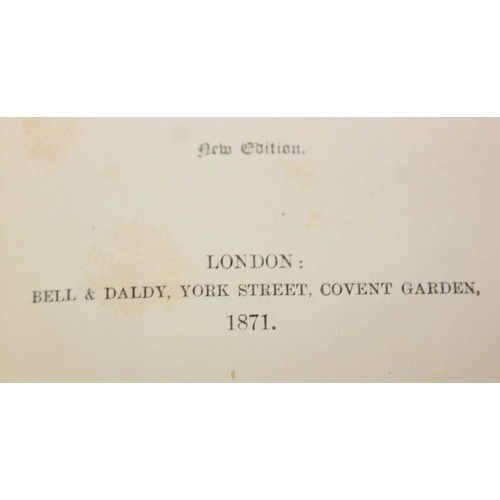 New Edition.
LONDON:
BELL & DALDY, YORK STREET, COVENT GARDEN,
1871.